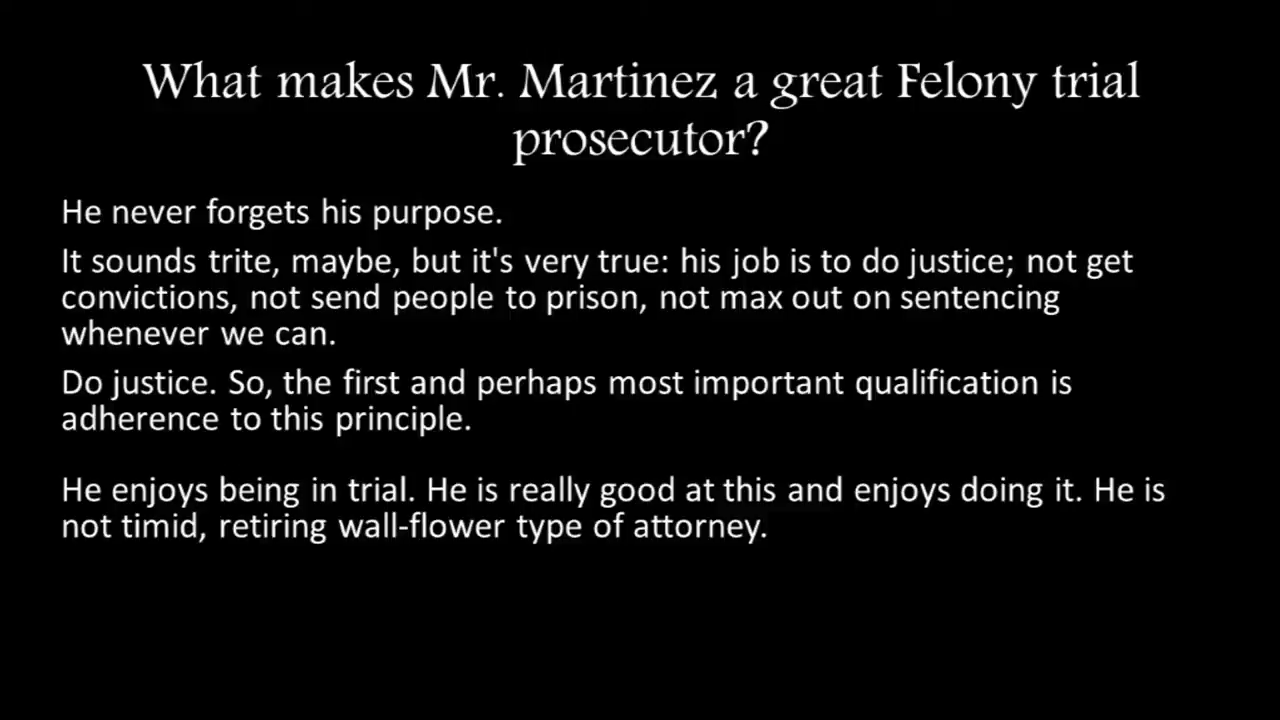 What makes Mr. Martinez a great Felony trial
prosecutor?
He never forgets his purpose.
It sounds trite, maybe, but it's very true: his job is to do justice; not get
convictions, not send people to prison, not max out on sentencing
whenever we can.
Do justice. So, the first and perhaps most important qualification is
adherence to this principle.
He enjoys being in trial. He is really good at this and enjoys doing it. He is
not timid, retiring wall-flower type of attorney.